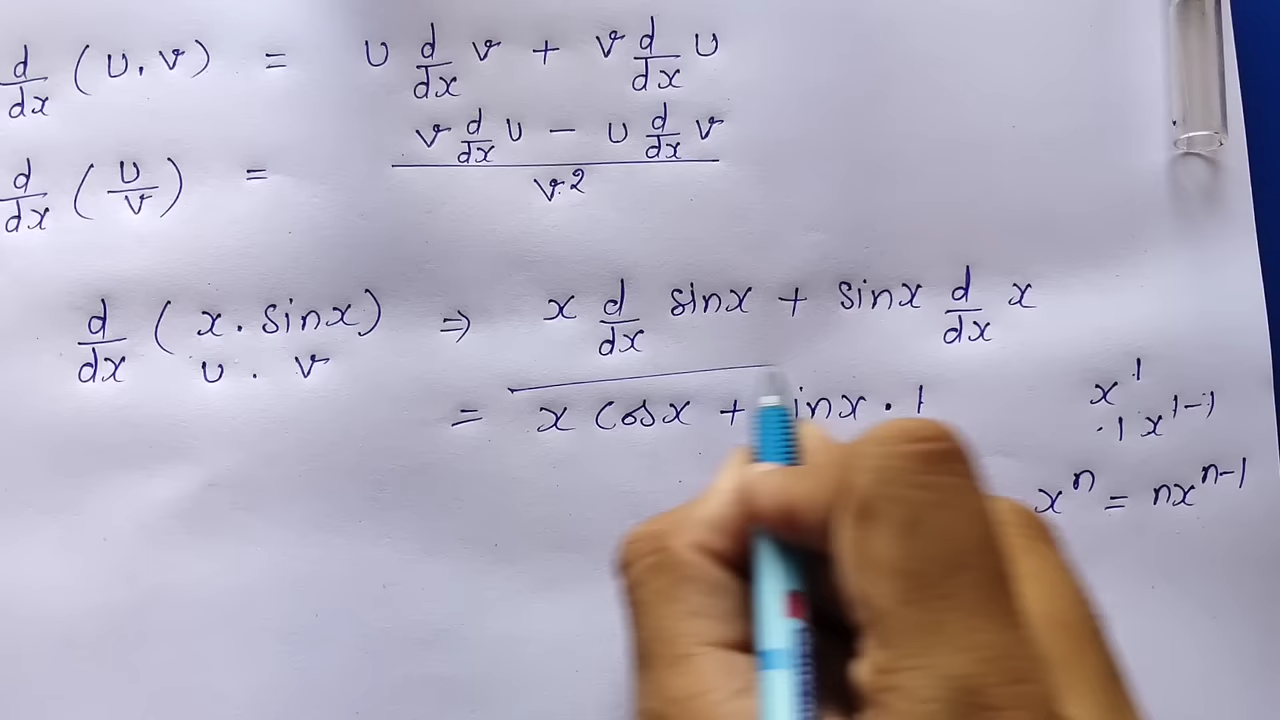 d/dx (u.v) = u d/dx v + v d/dx u
d/dx (u/v) = (v d/dx u − u d/dx v)/v²
d/dx (x.sinx) ⇒ x d/dx sinx + sinx d/dx x
u . v
= x cosx + inx . 1
x¹
.1 x¹⁻¹
xⁿ = nxⁿ⁻¹